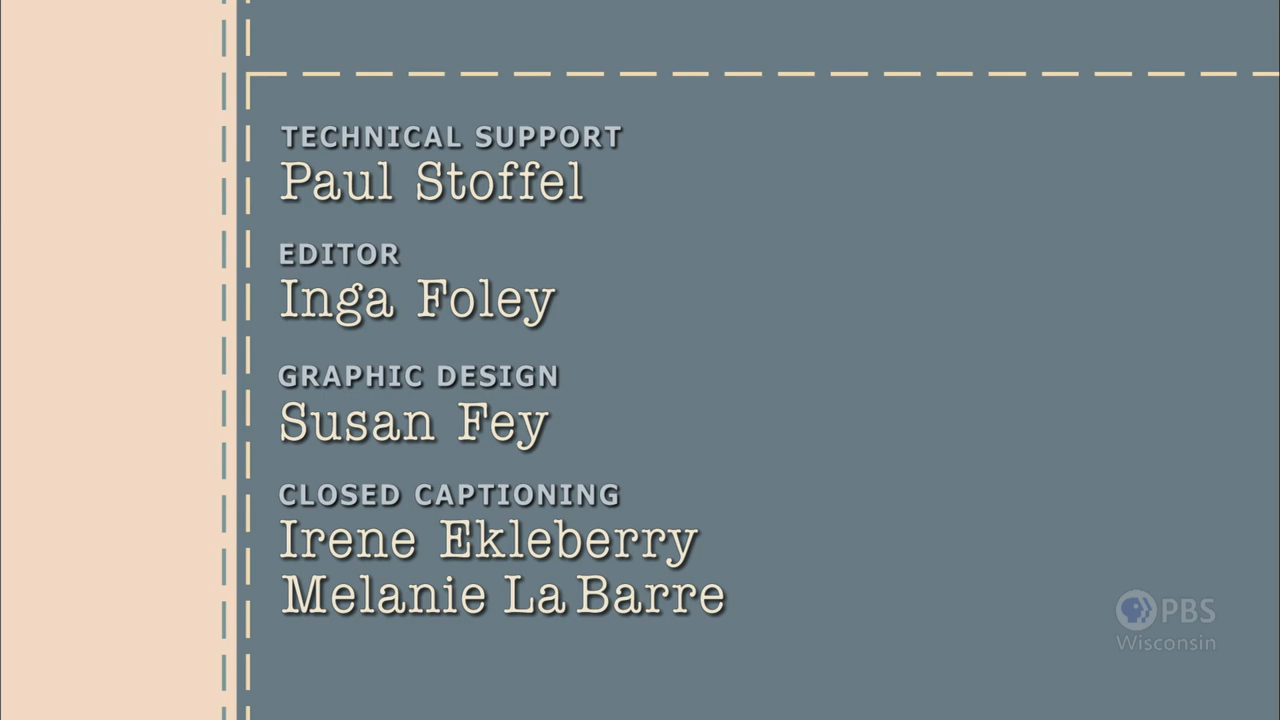 TECHNICAL SUPPORT
Paul Stoffel
EDITOR
Inga Foley
GRAPHIC DESIGN
Susan Fey
CLOSED CAPTIONING
Irene Ekleberry
Melanie La Barre
PBS
Wisconsin